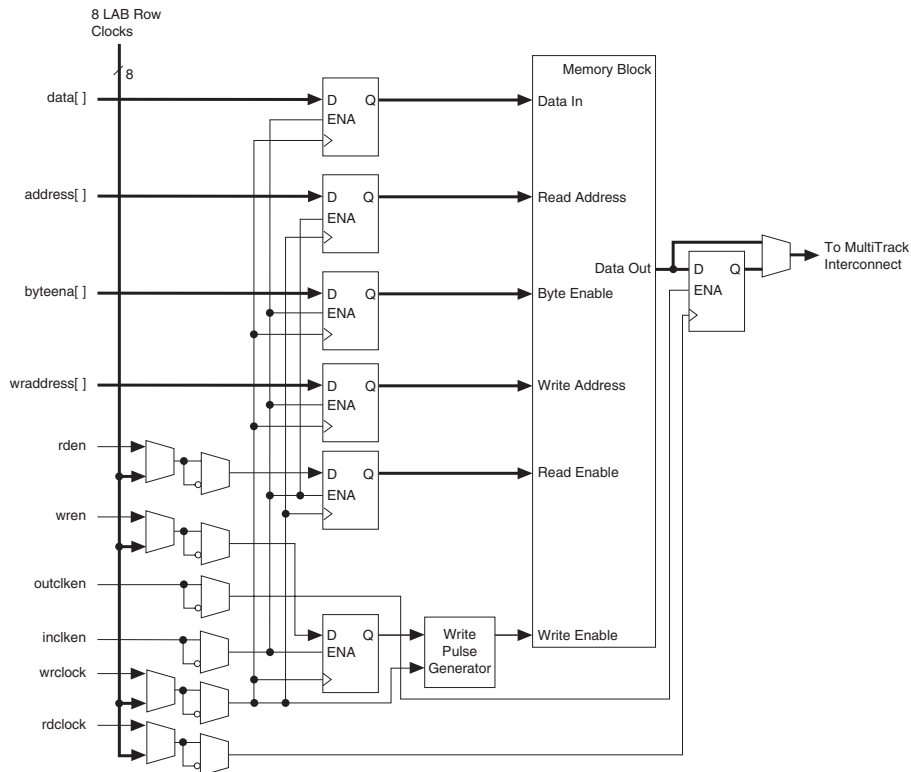 8 LAB Row
Clocks
8
data[ ]
D Q
ENA
Memory Block
Data In
address[ ]
D Q
ENA
Read Address
To MultiTrack
Interconnect
Data Out
D Q
ENA
byteena[ ]
D Q
ENA
Byte Enable
wraddress[ ]
D Q
ENA
Write Address
rden
D Q
ENA
Read Enable
wren
outclken
inclken
D Q
ENA
Write
Pulse
Generator
Write Enable
wrclock
rdclock